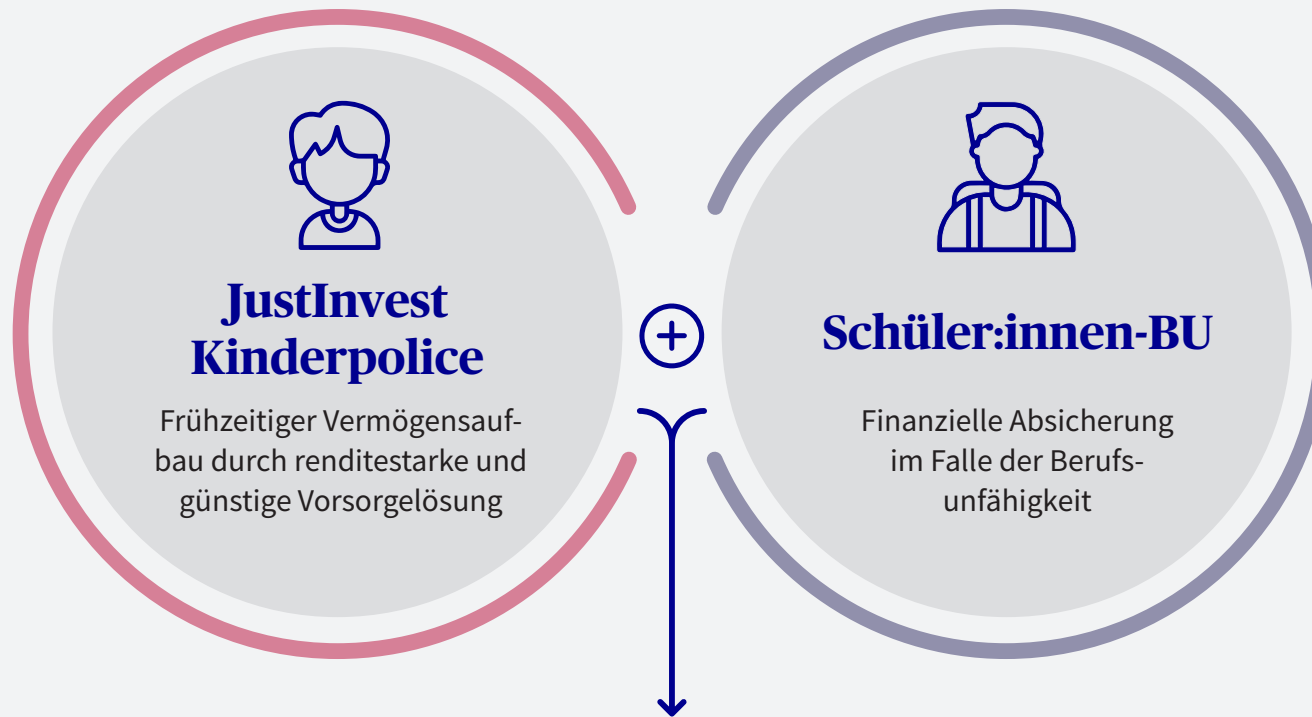 JustInvest
Kinderpolice
Frühzeitiger Vermögensauf-
bau durch renditestarke und
günstige Vorsorgelösung
Schüler:innen-BU
Finanzielle Absicherung
im Falle der Berufs-
unfähigkeit